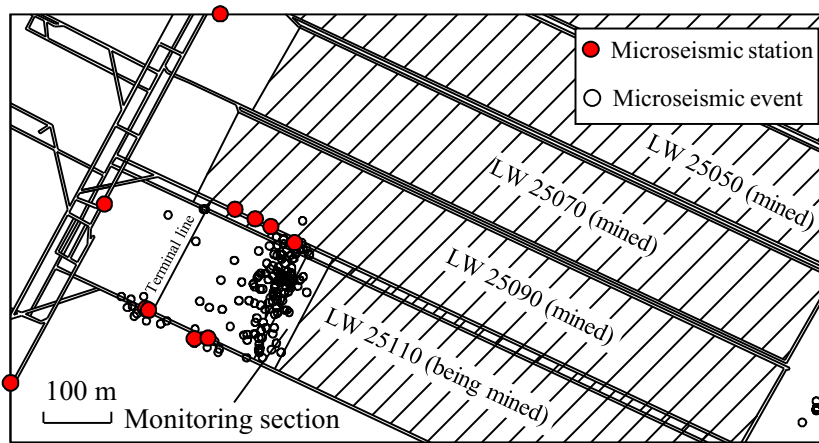 Microseismic station
Microseismic event
LW 25050 (mined)
LW 25070 (mined)
LW 25090 (mined)
LW 25110 (being mined)
Terminal line
100 m
Monitoring section